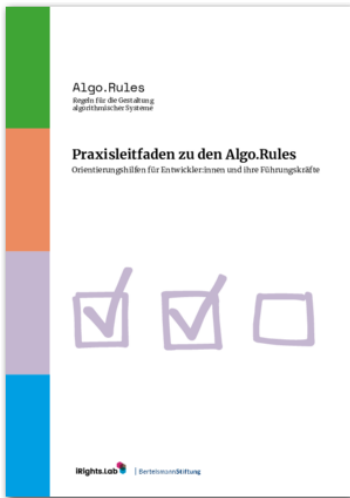 Algo.Rules
Regeln für die Gestaltung
algorithmischer Systeme
Praxisleitfaden zu den Algo.Rules
Orientierungshilfen für Entwickler:innen und ihre Führungskräfte
iRights.Lab
BertelsmannStiftung